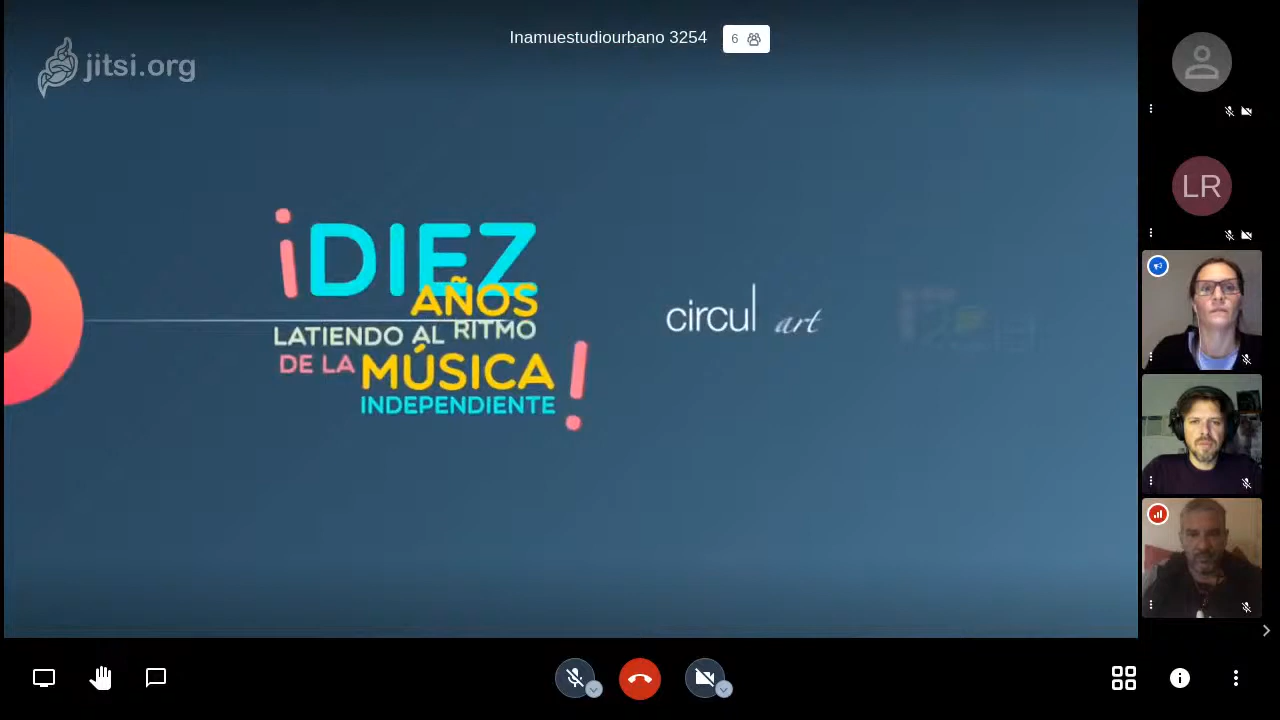 Inamuestudiourbano 3254
6
jitsi.org
LR
¡DIEZ
AÑOS
LATIENDO AL RITMO
DE LA MÚSICA!
INDEPENDIENTE
circul art